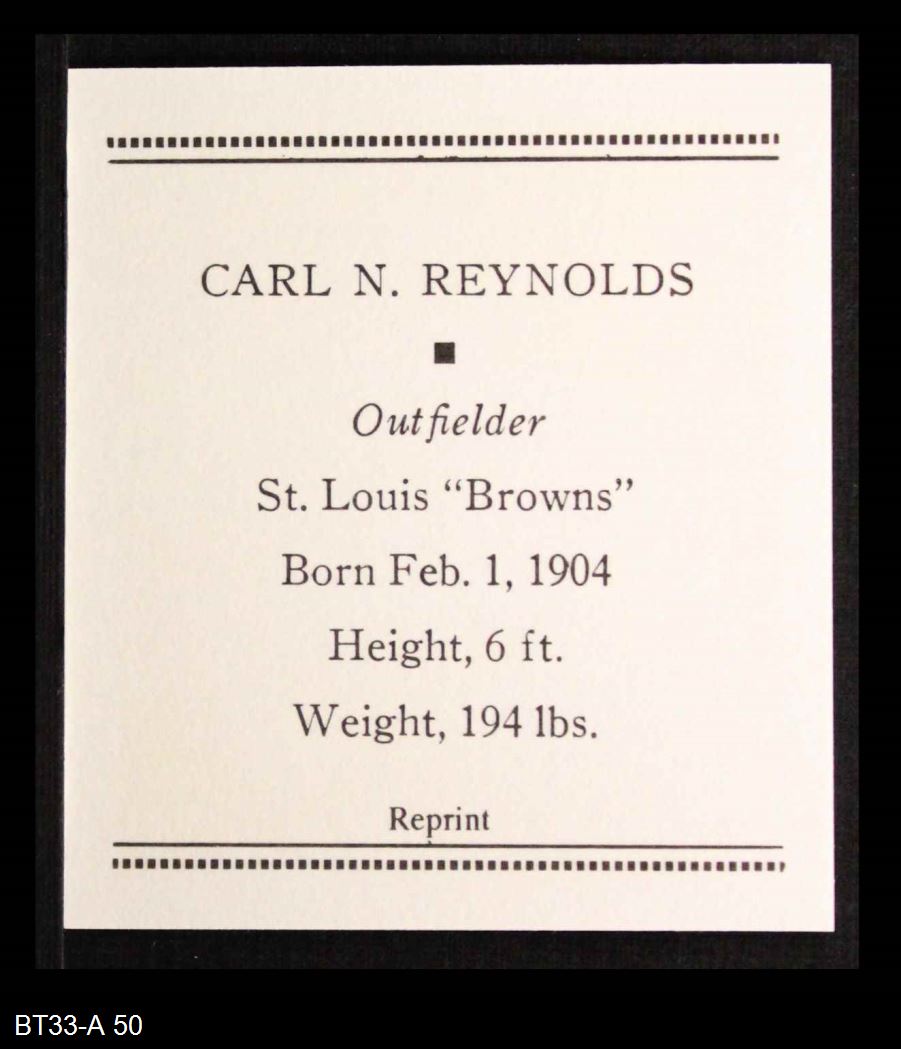 CARL N. REYNOLDS
Outfielder
St. Louis “Browns”
Born Feb. 1, 1904
Height, 6 ft.
Weight, 194 lbs.
Reprint
BT33-A 50